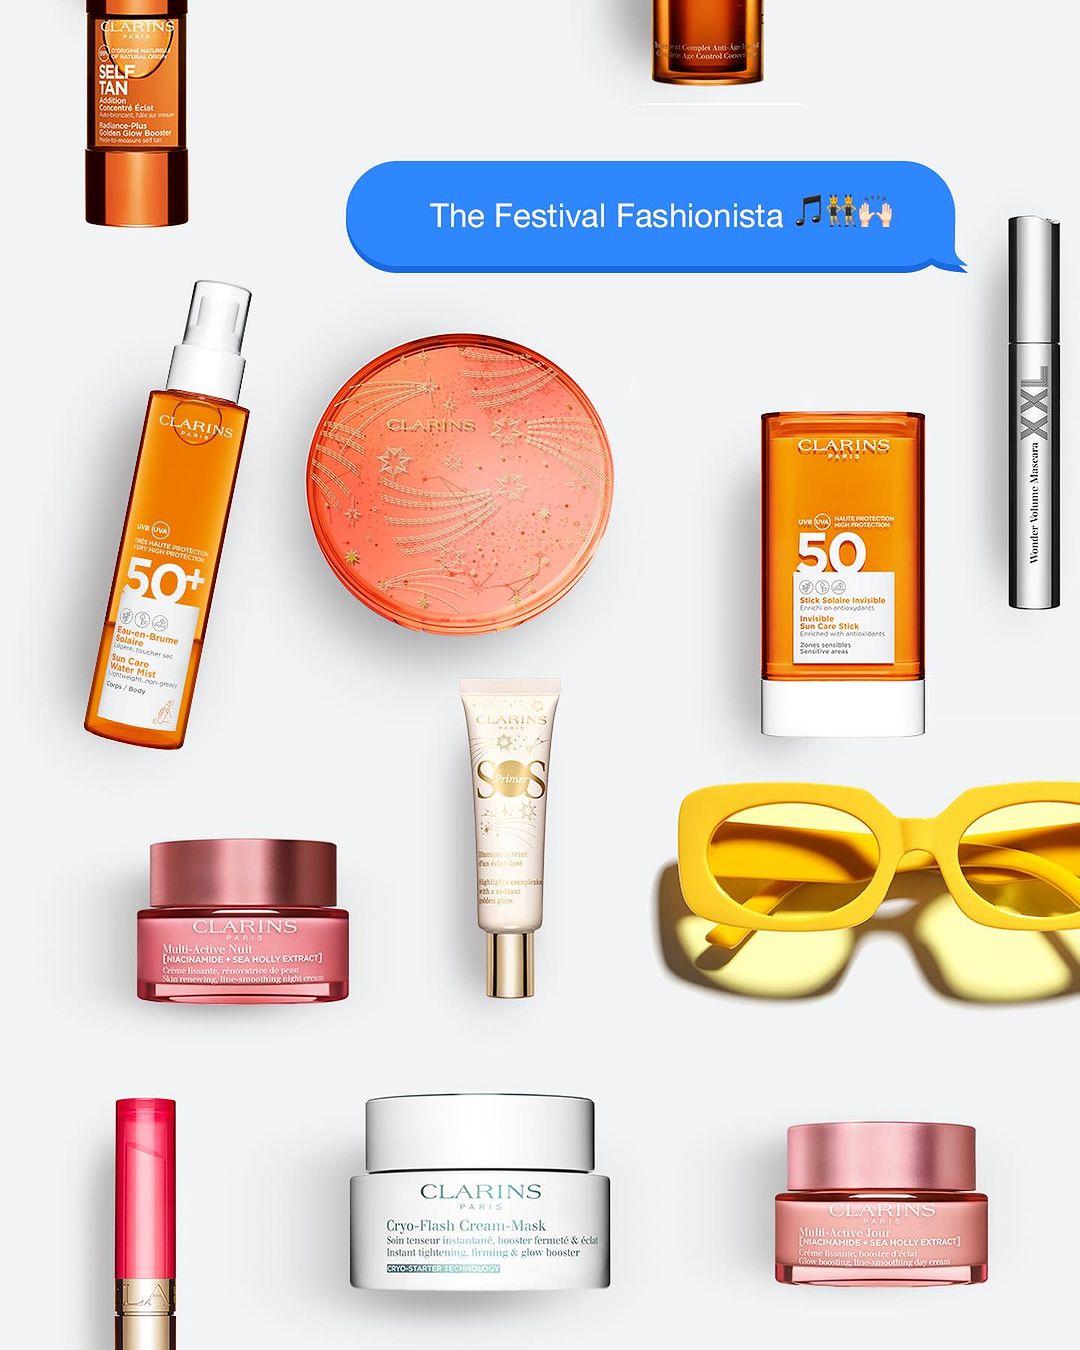 CLARINS
PARIS
99% D'ORIGINE NATURELLE
OF NATURAL ORIGIN
SELF
TAN
Addition
Concentré Éclat
Auto-bronzant, hâle sur mesure
Radiance-Plus
Golden Glow Booster
Made-to-measure self tan
Complet Anti-Âge
Age Control
The Festival Fashionista 🎵👯🙌🏻
XXL
Wonder Volume Mascara
CLARINS
PARIS
UVB UVA
TRÈS HAUTE PROTECTION
VERY HIGH PROTECTION
50+
Eau-en-Brume
Solaire
Légère, toucher sec
Sun Care
Water Mist
Lightweight, non-greasy
Corps / Body
CLARINS
CLARINS
PARIS
UVB UVA HAUTE PROTECTION
HIGH PROTECTION
50
Stick Solaire Invisible
Enrichi en antioxydants
Invisible
Sun Care Stick
Enriched with antioxidants
Zones sensibles
Sensitive areas
CLARINS
PARIS
SOS
Primer
Illumine le teint
d'un éclat doré
Highlights complexion
with a radiant
golden glow
CLARINS
PARIS
Multi-Active Nuit
[NIACINAMIDE + SEA HOLLY EXTRACT]
Crème lissante, rénovatrice de peau
Skin renewing, line-smoothing night cream
CLARINS
PARIS
Cryo-Flash Cream-Mask
Soin tenseur instantané, booster fermeté & éclat
Instant tightening, firming & glow booster
CRYO-STARTER TECHNOLOGY
CLARINS
PARIS
Multi-Active Jour
[NIACINAMIDE + SEA HOLLY EXTRACT]
Crème lissante, booster d'éclat
Glow boosting, line-smoothing day cream